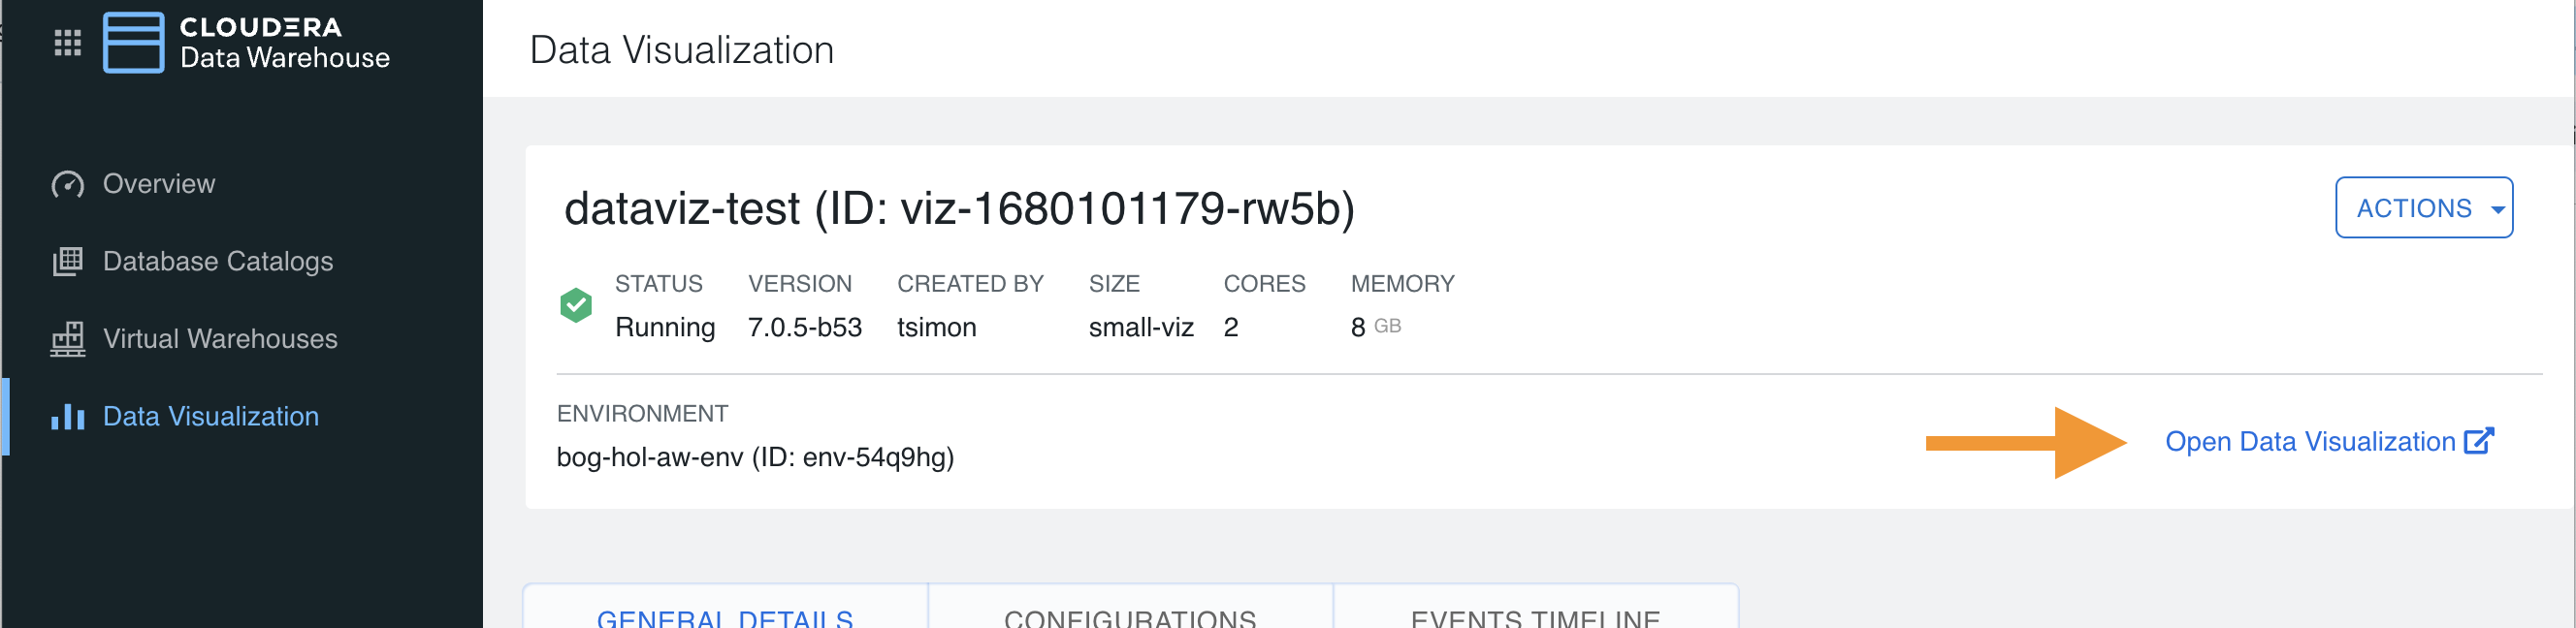 CLOUDERA
Data Warehouse
Overview
Database Catalogs
Virtual Warehouses
Data Visualization
Data Visualization
dataviz-test (ID: viz-1680101179-rw5b)
ACTIONS
STATUS VERSION CREATED BY SIZE CORES MEMORY
Running 7.0.5-b53 tsimon small-viz 2 8 GB
ENVIRONMENT
bog-hol-aw-env (ID: env-54q9hg)
Open Data Visualization
GENERAL DETAILS CONFIGURATIONS EVENTS TIMELINE